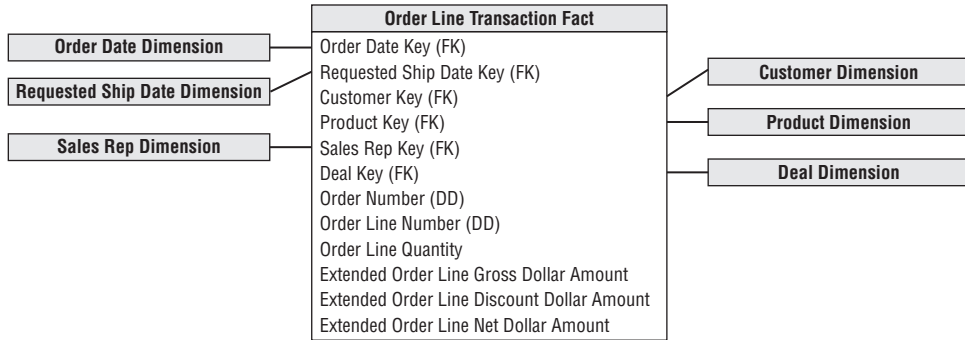 Order Line Transaction Fact
Order Date Dimension
Requested Ship Date Dimension
Sales Rep Dimension
Order Date Key (FK)
Requested Ship Date Key (FK)
Customer Key (FK)
Product Key (FK)
Sales Rep Key (FK)
Deal Key (FK)
Order Number (DD)
Order Line Number (DD)
Order Line Quantity
Extended Order Line Gross Dollar Amount
Extended Order Line Discount Dollar Amount
Extended Order Line Net Dollar Amount
Customer Dimension
Product Dimension
Deal Dimension